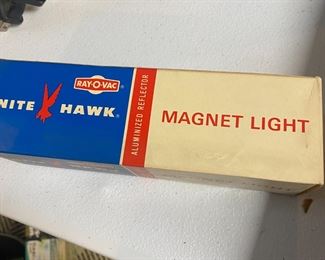 RAY-O-VAC®
NITE HAWK®
ALUMINIZED REFLECTOR
MAGNET LIGHT